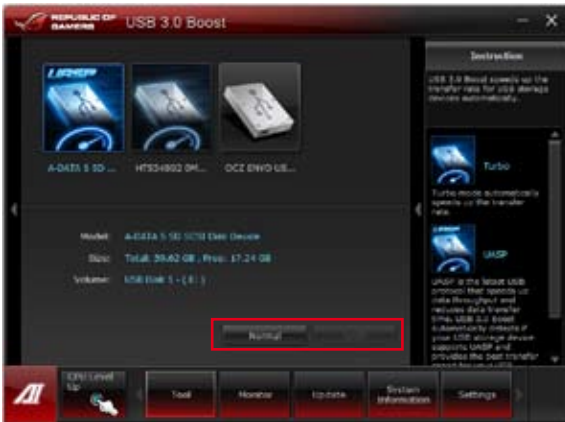 REPUBLIC OF
GAMERS
USB 3.0 Boost
Instruction
USB 3.0 Boost speeds up the
transfer rate for USB storage
devices automatically.
UASP
A-DATA S SD ...
HTS54802 0M...
OCZ ENYO US...
Turbo
Turbo mode automatically
speeds up the transfer
rate.
UASP
UASP is the latest USB
protocol that speeds up
data throughput and
reduces data transfer
time. USB 3.0 Boost
automatically detects if
your USB storage device
supports UASP and
provides the best transfer
Model:
A-DATA S SD SCSI Disk Device
Size:
Total: 59.62 GB , Free: 17.24 GB
Volume:
Normal
CPU Level
Up
Tool
Monitor
Update
System
Information
Settings